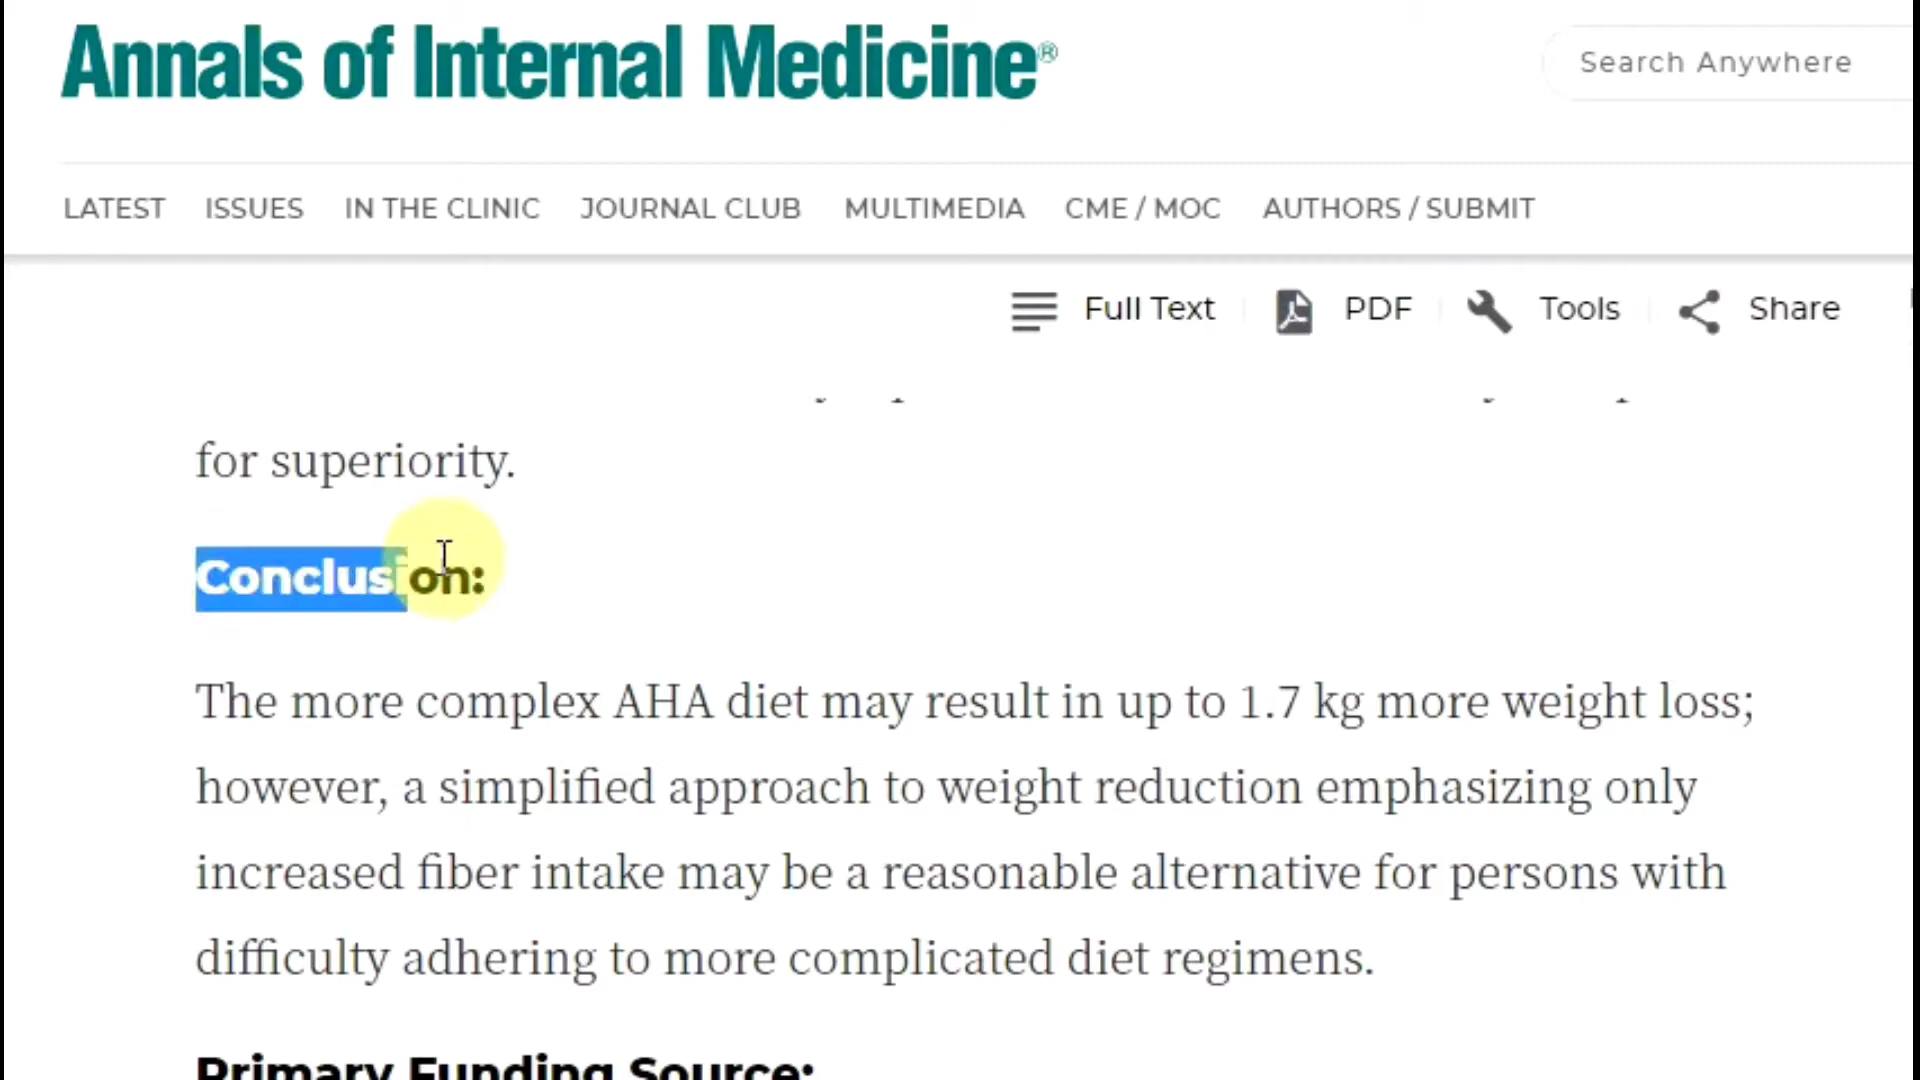 Annals of Internal Medicine®
Search Anywhere
LATEST ISSUES IN THE CLINIC JOURNAL CLUB MULTIMEDIA CME / MOC AUTHORS / SUBMIT
Full Text PDF Tools Share
for superiority.
Conclusion:
The more complex AHA diet may result in up to 1.7 kg more weight loss;
however, a simplified approach to weight reduction emphasizing only
increased fiber intake may be a reasonable alternative for persons with
difficulty adhering to more complicated diet regimens.
Primary Funding Source: